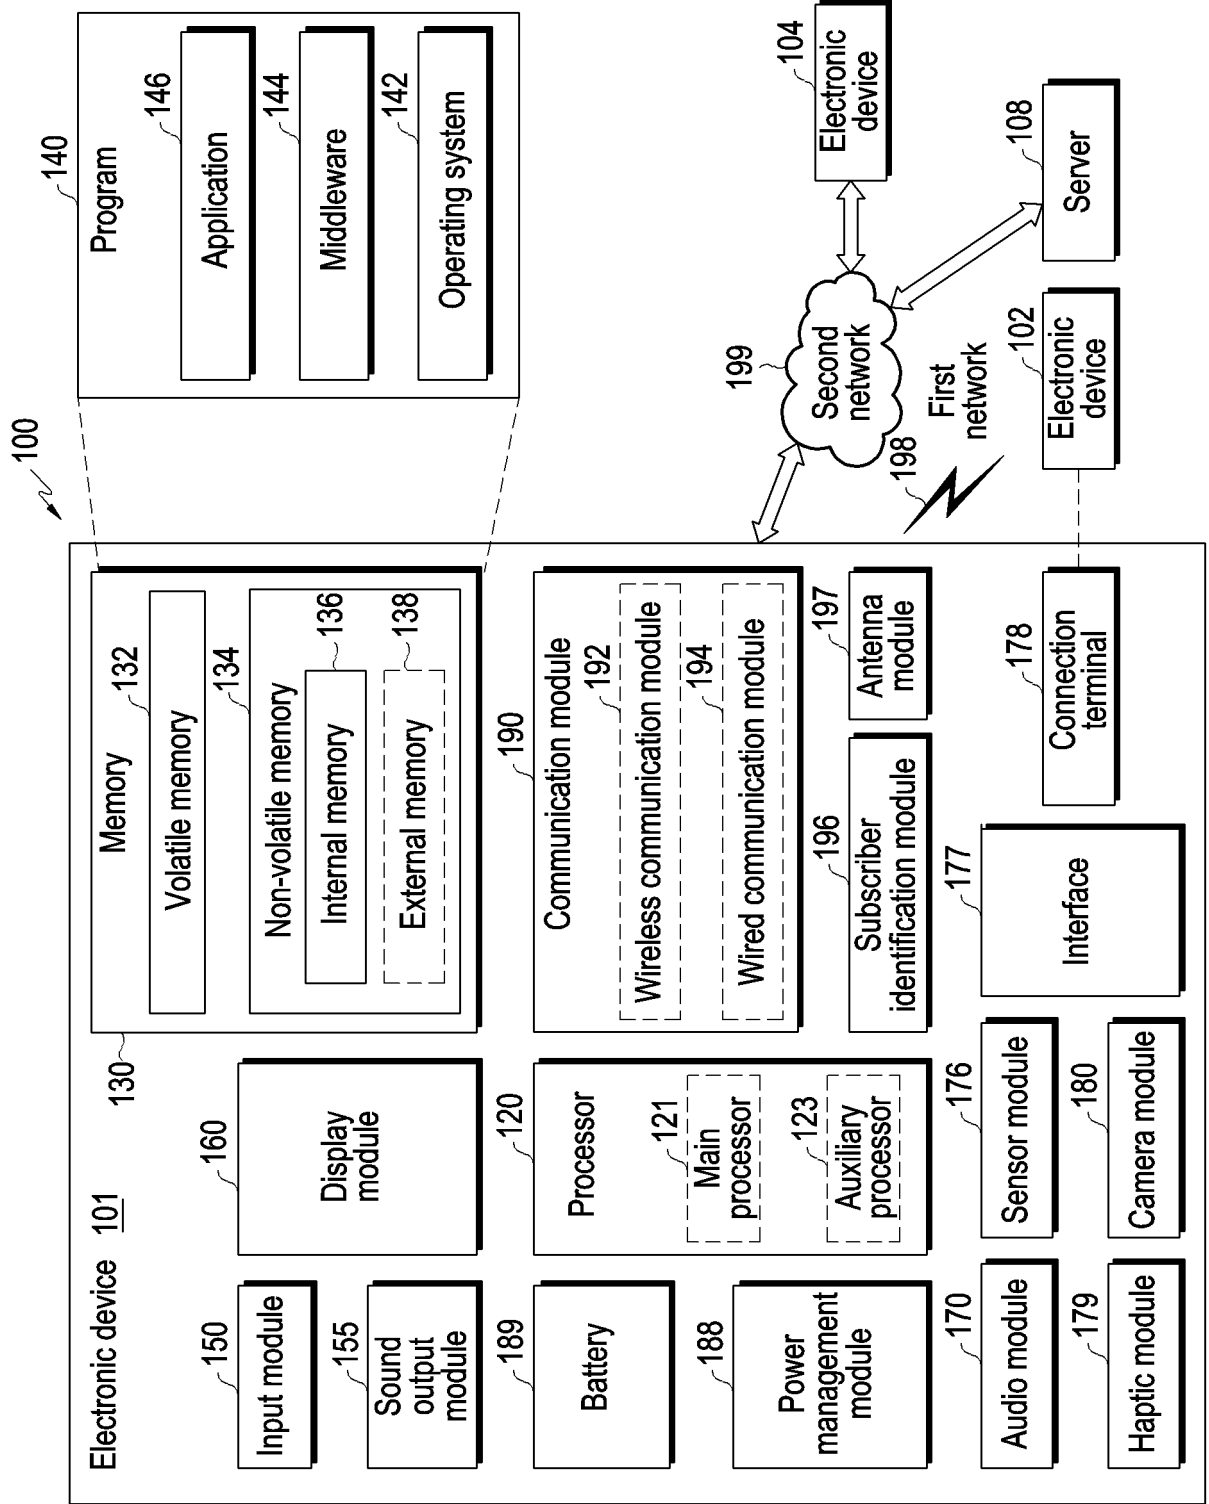 100
Electronic device 101
150
Input module
155
Sound
output
module
189
Battery
188
Power
management
module
170
Audio module
179
Haptic module
160
Display
module
120
Processor
121
Main
processor
123
Auxiliary
processor
176
Sensor module
180
Camera module
130
Memory
132
Volatile memory
134
Non-volatile memory
136
Internal memory
138
External memory
190
Communication module
192
Wireless communication module
194
Wired communication module
196
Subscriber
identification module
197
Antenna
module
177
Interface
178
Connection
terminal
140
Program
146
Application
144
Middleware
142
Operating system
199
Second
network
198
First
network
104
Electronic
device
108
Server
102
Electronic
device